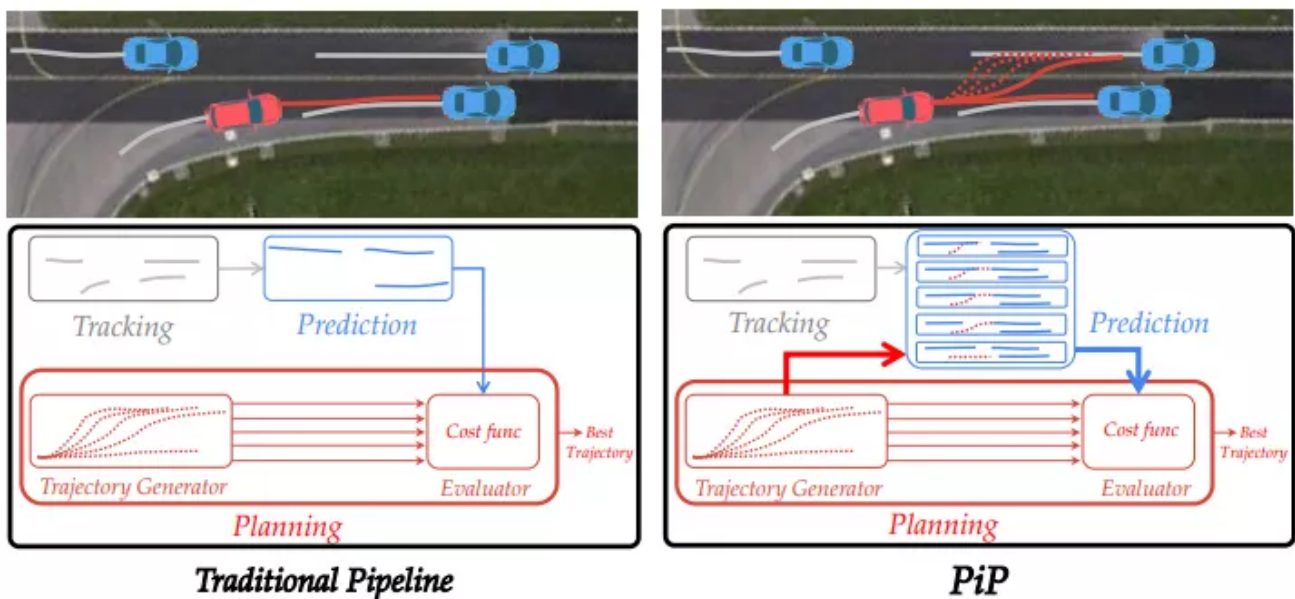 Tracking
Prediction
Cost func
Best
Trajectory
Trajectory Generator
Evaluator
Planning
Traditional Pipeline
Tracking
Prediction
Cost func
Best
Trajectory
Trajectory Generator
Evaluator
Planning
PiP